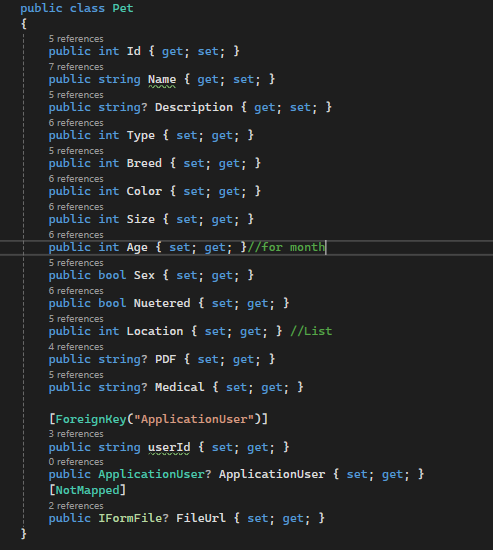 public class Pet
{
5 references
public int Id { get; set; }
7 references
public string Name { get; set; }
5 references
public string? Description { get; set; }
6 references
public int Type { set; get; }
5 references
public int Breed { set; get; }
6 references
public int Color { set; get; }
6 references
public int Size { set; get; }
6 references
public int Age { set; get; }//for month
5 references
public bool Sex { set; get; }
6 references
public bool Nuetered { set; get; }
5 references
public int Location { set; get; } //List
4 references
public string? PDF { set; get; }
5 references
public string? Medical { set; get; }
[ForeignKey("ApplicationUser")]
3 references
public string userId { set; get; }
0 references
public ApplicationUser? ApplicationUser { set; get; }
[NotMapped]
2 references
public IFormFile? FileUrl { set; get; }
}